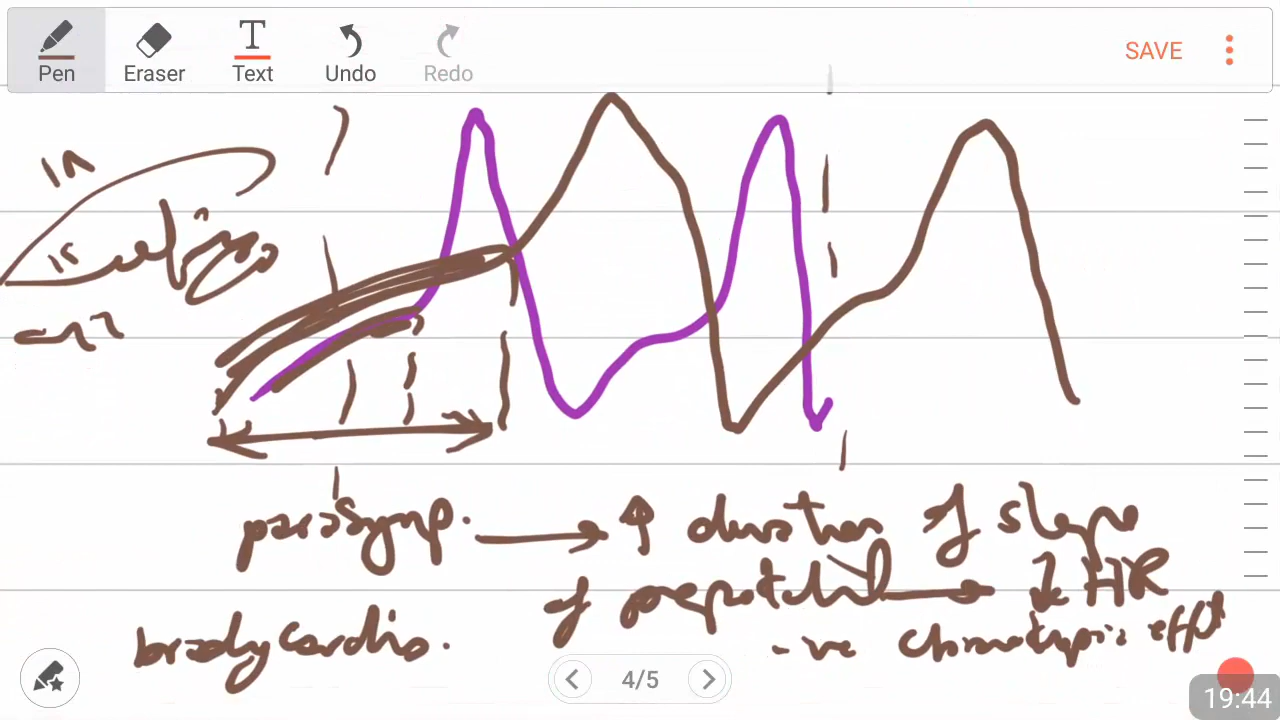 Pen Eraser Text Undo Redo SAVE
parasymp. → ↑ duration of slope
of prepotential → ↓ HR
bradycardia. -ve chronotropic effect
4/5
19:44